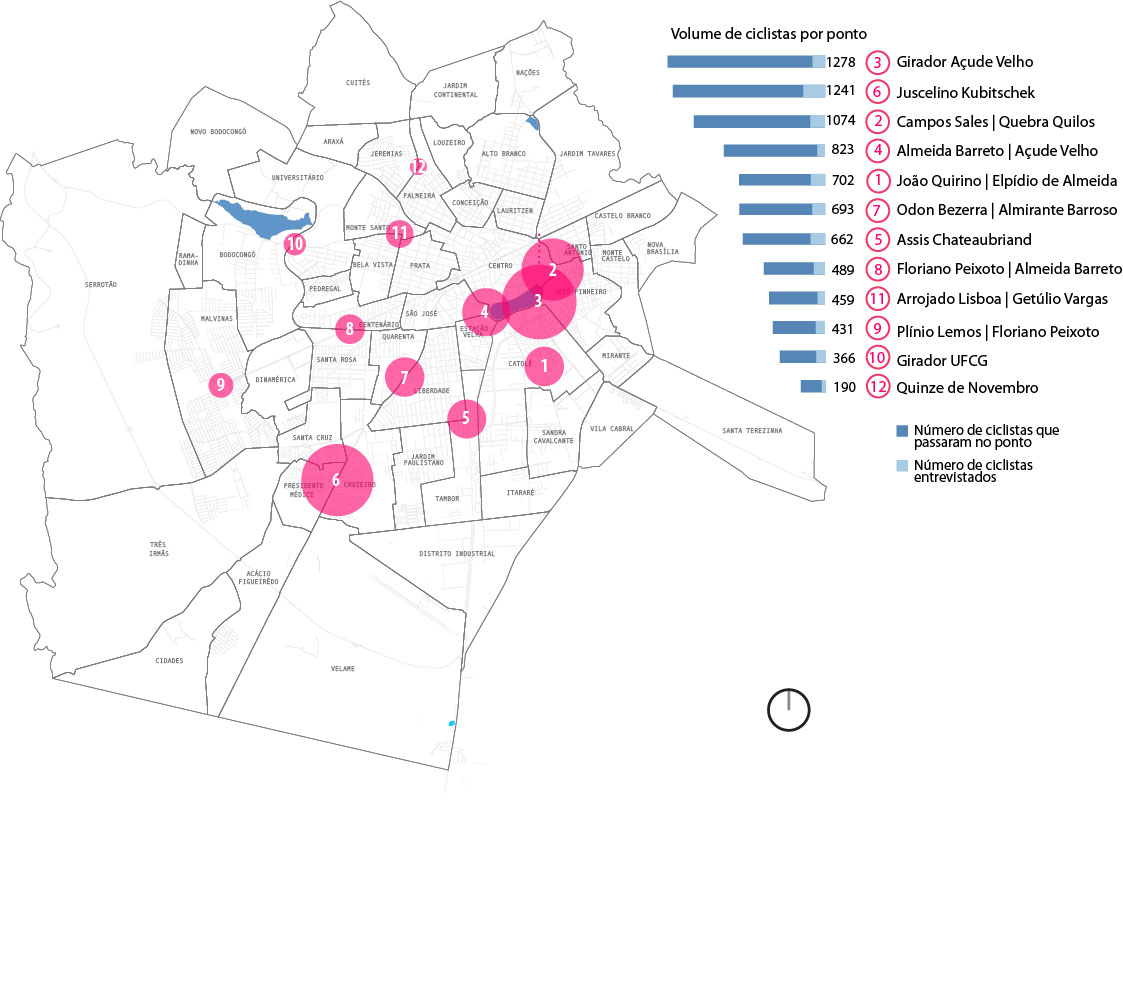 Volume de ciclistas por ponto
1278 3 Girador Açude Velho
1241 6 Juscelino Kubitschek
1074 2 Campos Sales | Quebra Quilos
823 4 Almeida Barreto | Açude Velho
702 1 João Quirino | Elpídio de Almeida
693 7 Odon Bezerra | Almirante Barroso
662 5 Assis Chateaubriand
489 8 Floriano Peixoto | Almeida Barreto
459 11 Arrojado Lisboa | Getúlio Vargas
431 9 Plínio Lemos | Floriano Peixoto
366 10 Girador UFCG
190 12 Quinze de Novembro
Número de ciclistas que
passaram no ponto
Número de ciclistas
entrevistados
CUITÉS
NAÇÕES
JARDIM
CONTINENTAL
NOVO BODOCONGÓ
ARAXÁ
JEREMIAS
LOUZEIRO
ALTO BRANCO
JARDIM TAVARES
12
UNIVERSITÁRIO
PALMEIRA
CONCEIÇÃO
LAURITZEN
CASTELO BRANCO
MONTE SANTO
11
10
RAMA-
DINHA
BODOCONGÓ
BELA VISTA
PRATA
CENTRO
SANTO
ANTÔNIO
MONTE
CASTELO
NOVA
BRASÍLIA
2
SERROTÃO
PEDREGAL
JOSÉ PINHEIRO
3
4
SÃO JOSÉ
MALVINAS
8
CENTENÁRIO
ESTAÇÃO
VELHA
QUARENTA
SANTA ROSA
CATOLÉ
MIRANTE
1
DINAMÉRICA
7
9
LIBERDADE
5
SANTA CRUZ
SANDRA
CAVALCANTE
VILA CABRAL
SANTA TEREZINHA
JARDIM
PAULISTANO
6
PRESIDENTE
MÉDICE
CRUZEIRO
TAMBOR
ITARARÉ
TRÊS
IRMÃS
DISTRITO INDUSTRIAL
ACÁCIO
FIGUEIRÊDO
CIDADES
VELAME